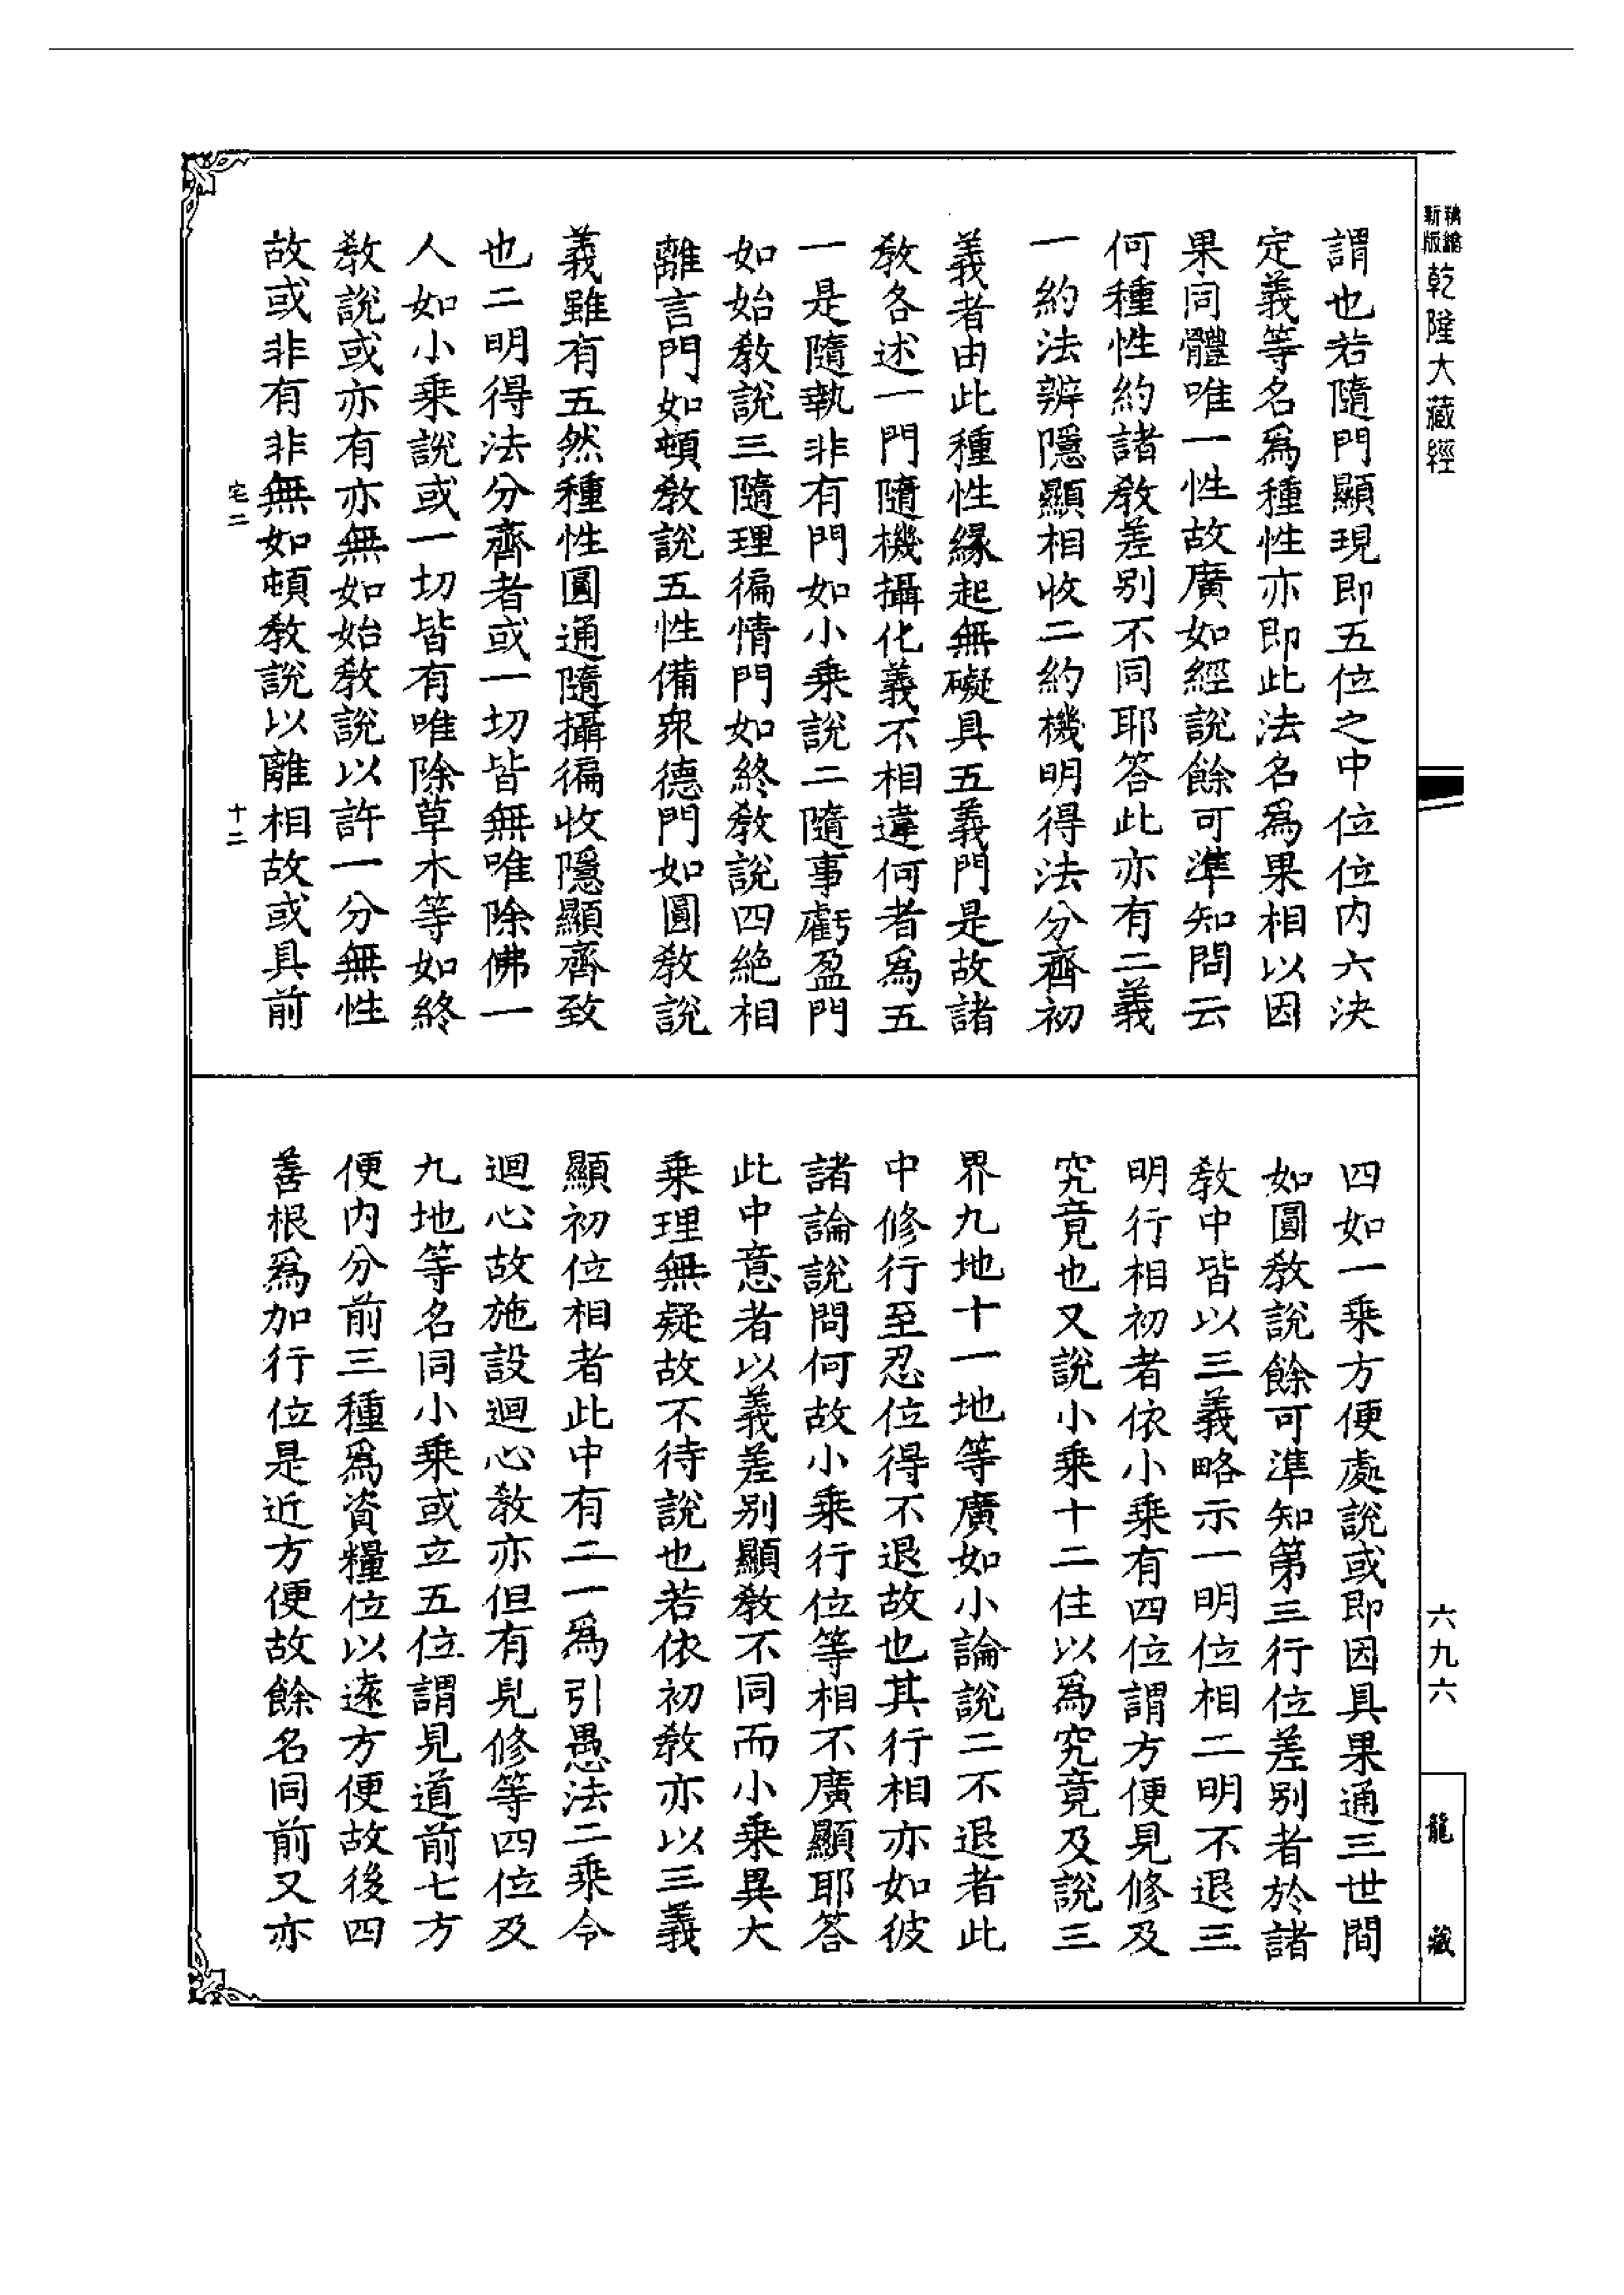 精繪
新版
乾隆大藏經
謂也若隨門顯現即五位之中位位内六決
定義等名爲種性亦即此法名爲果相以因
果同體唯一性故廣如經說餘可準知問云
何種性約諸教差別不同耶答此亦有二義
一約法辨隱顯相收二約機明得法分齊初
義者由此種性緣起無礙具五義門是故諸
教各述一門隨機攝化義不相違何者爲五
一是隨執非有門如小乘說二隨事虧盈門
如始教說三隨理徧情門如終教說四絶相
離言門如頓教說五性備衆德門如圓教說
義雖有五然種性圓通隨攝徧收隱顯齊致
也二明得法分齊者或一切皆無唯除佛一
人如小乘說或一切皆有唯除草木等如終
教說或亦有亦無如始教說以許一分無性
故或非有非無如頓教說以離相故或具前
宅二
十二
四如一乘方便處說或即因具果通三世間
如圓教說餘可準知第三行位差別者於諸
教中皆以三義略示一明位相二明不退三
明行相初者依小乘有四位謂方便見修及
究竟也又說小乘十二住以爲究竟及說三
界九地十一地等廣如小論說二不退者此
中修行至忍位得不退故也其行相亦如彼
諸論說問何故小乘行位等相不廣顯耶答
此中意者以義差別顯教不同而小乘異大
乘理無疑故不待說也若依初教亦以三義
顯初位相者此中有二一爲引愚法二乘令
迴心故施設迴心教亦但有見修等四位及
九地等名同小乘或立五位謂見道前七方
便内分前三種爲資糧位以遠方便故後四
善根爲加行位是近方便故餘名同前又亦
六九六
龍藏